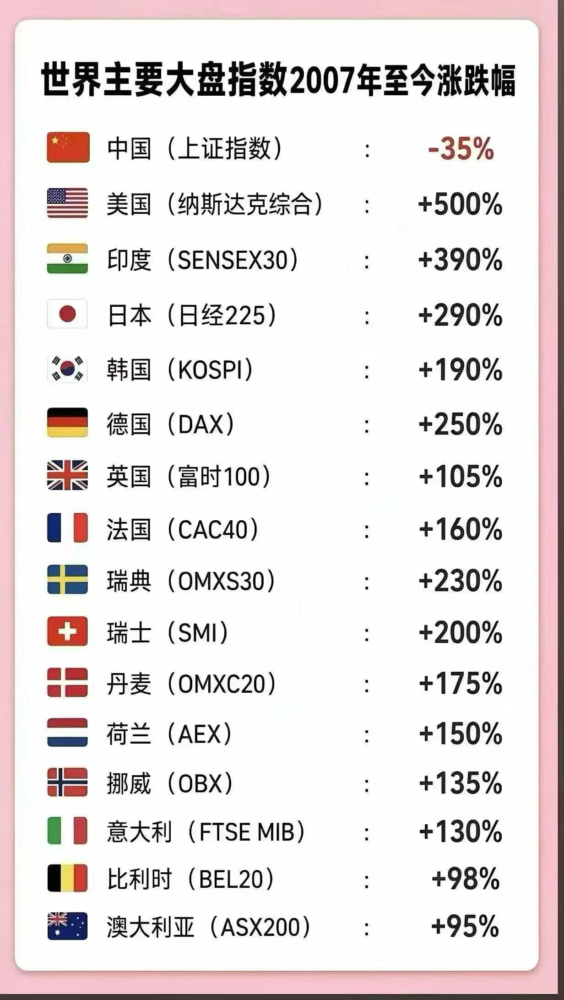 世界主要大盘指数2007年至今涨跌幅
中国（上证指数） : -35%
美国（纳斯达克综合） : +500%
印度（SENSEX30） : +390%
日本（日经225） : +290%
韩国（KOSPI） : +190%
德国（DAX） : +250%
英国（富时100） : +105%
法国（CAC40） : +160%
瑞典（OMXS30） : +230%
瑞士（SMI） : +200%
丹麦（OMXC20） : +175%
荷兰（AEX） : +150%
挪威（OBX） : +135%
意大利（FTSE MIB） : +130%
比利时（BEL20） : +98%
澳大利亚（ASX200） : +95%